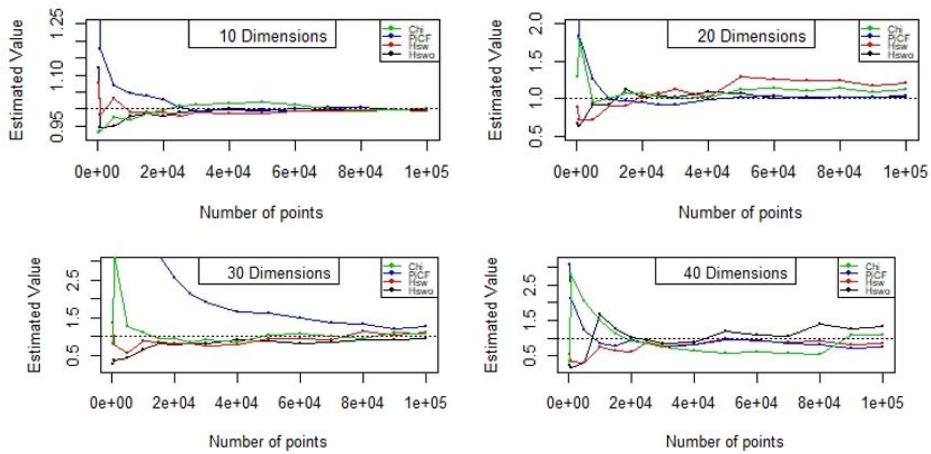 10 Dimensions
Chi
PiCF
Hsw
Hswo
Estimated Value
1.25
1.10
0.95
0e+00 2e+04 4e+04 6e+04 8e+04 1e+05
Number of points
20 Dimensions
Chi
PiCF
Hsw
Hswo
Estimated Value
2.0
1.5
1.0
0.5
0e+00 2e+04 4e+04 6e+04 8e+04 1e+05
Number of points
30 Dimensions
Chi
PiCF
Hsw
Hswo
Estimated Value
2.5
1.5
0.5
0e+00 2e+04 4e+04 6e+04 8e+04 1e+05
Number of points
40 Dimensions
Chi
PiCF
Hsw
Hswo
Estimated Value
2.5
1.5
0.5
0e+00 2e+04 4e+04 6e+04 8e+04 1e+05
Number of points